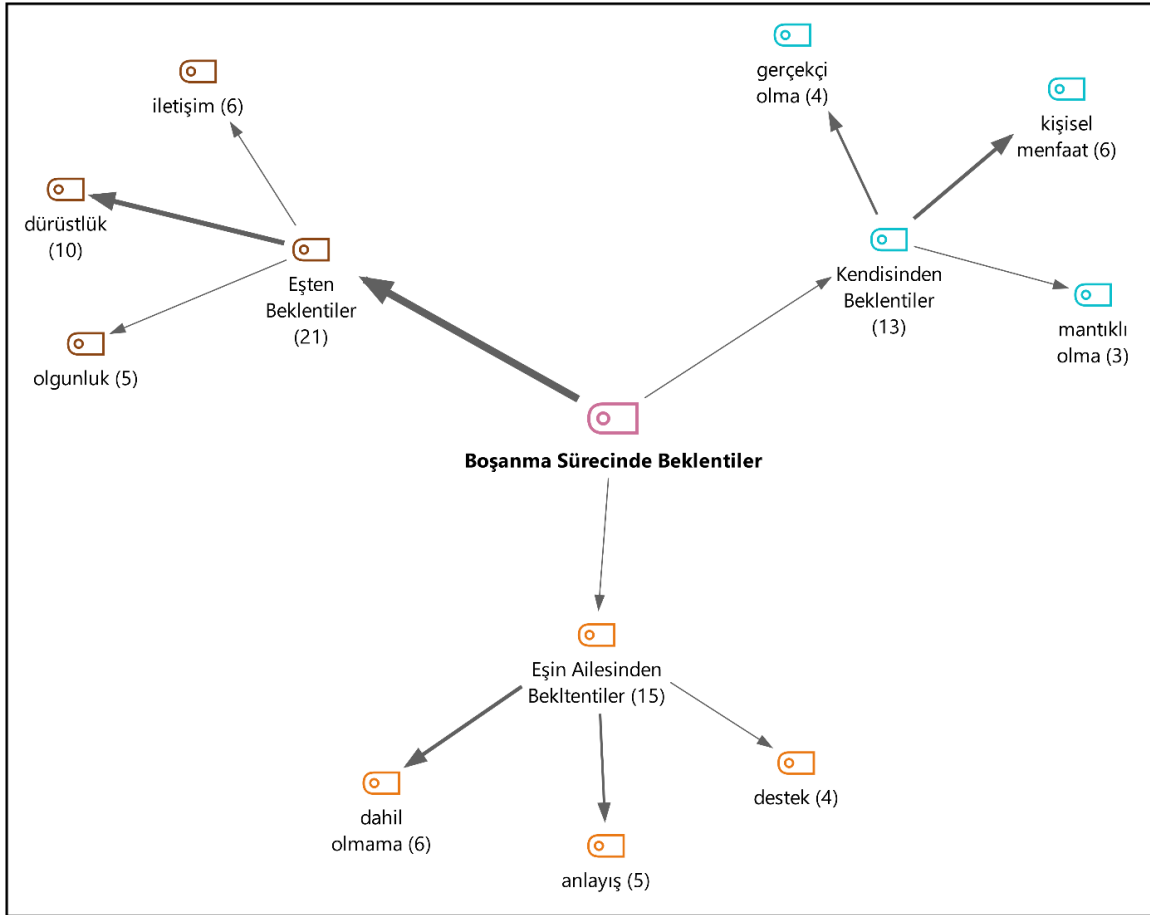 iletişim (6)
dürüstlük
(10)
olgunluk (5)
Eşten
Beklentiler
(21)
gerçekçi
olma (4)
kişisel
menfaat (6)
Kendisinden
Beklentiler
(13)
mantıklı
olma (3)
Boşanma Sürecinde Beklentiler
Eşin Ailesinden
Bekltentiler (15)
dahil
olmama (6)
anlayış (5)
destek (4)